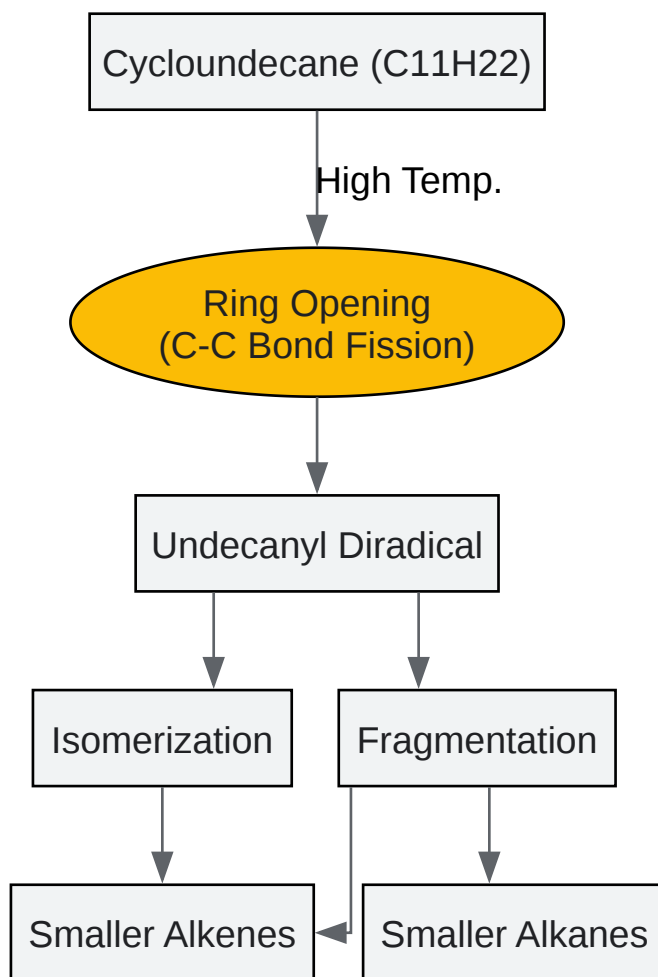 Cycloundecane (C11H22)
High Temp.
Ring Opening
(C-C Bond Fission)
Undecanyl Diradical
Isomerization
Fragmentation
Smaller Alkenes
Smaller Alkanes